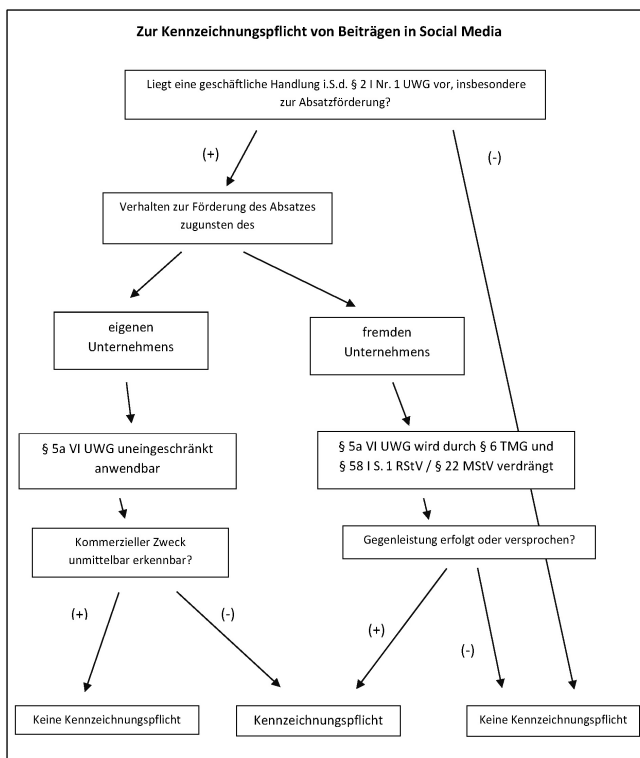 Zur Kennzeichnungspflicht von Beiträgen in Social Media
Liegt eine geschäftliche Handlung i.S.d. § 2 I Nr. 1 UWG vor, insbesondere
zur Absatzförderung?
(+)
(-)
Verhalten zur Förderung des Absatzes
zugunsten des
eigenen
Unternehmens
fremden
Unternehmens
§ 5a VI UWG uneingeschränkt
anwendbar
§ 5a VI UWG wird durch § 6 TMG und
§ 58 I S. 1 RStV / § 22 MStV verdrängt
Kommerzieller Zweck
unmittelbar erkennbar?
Gegenleistung erfolgt oder versprochen?
(+)
(-)
(+)
(-)
Keine Kennzeichnungspflicht
Kennzeichnungspflicht
Keine Kennzeichnungspflicht